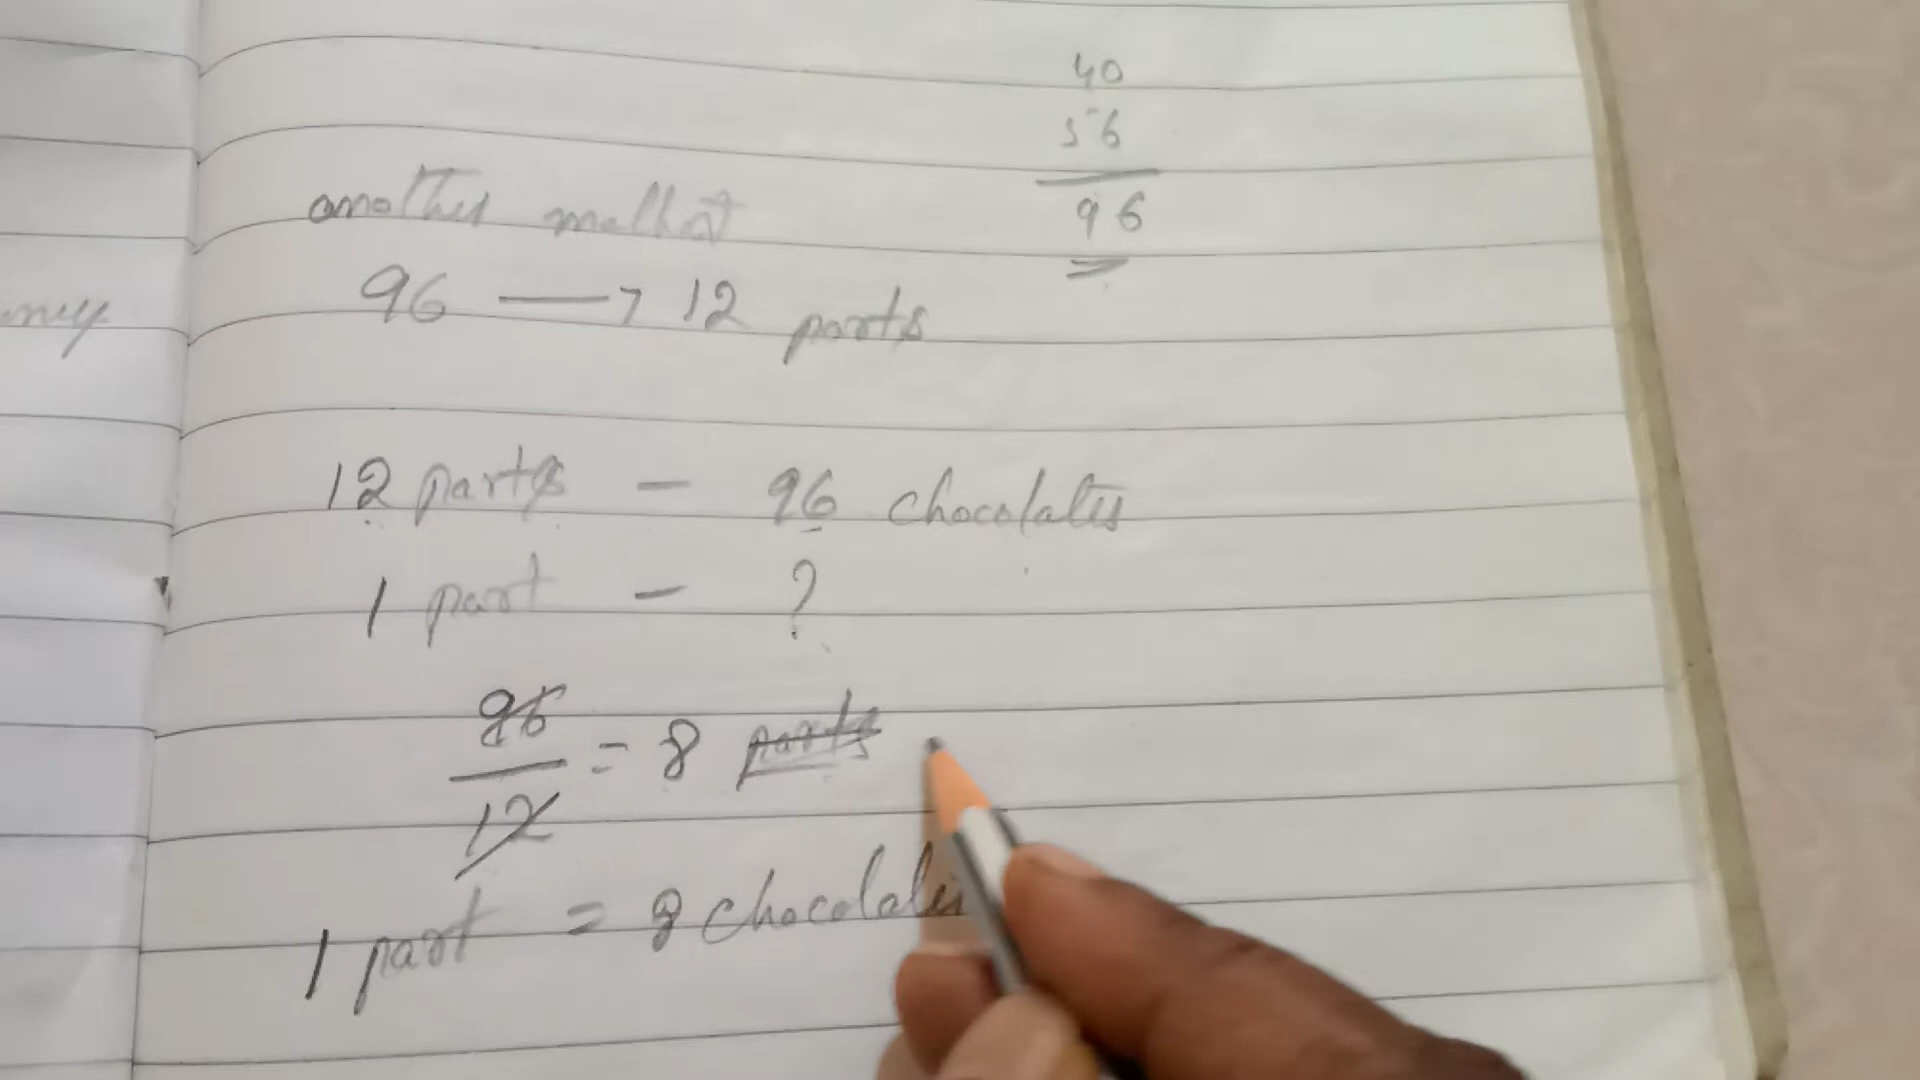 40
56
96
another
96 → 12 parts
12 parts - 96 chocolates
1 part - ?
96
12 = 8 parts
1 part = 8 chocolates